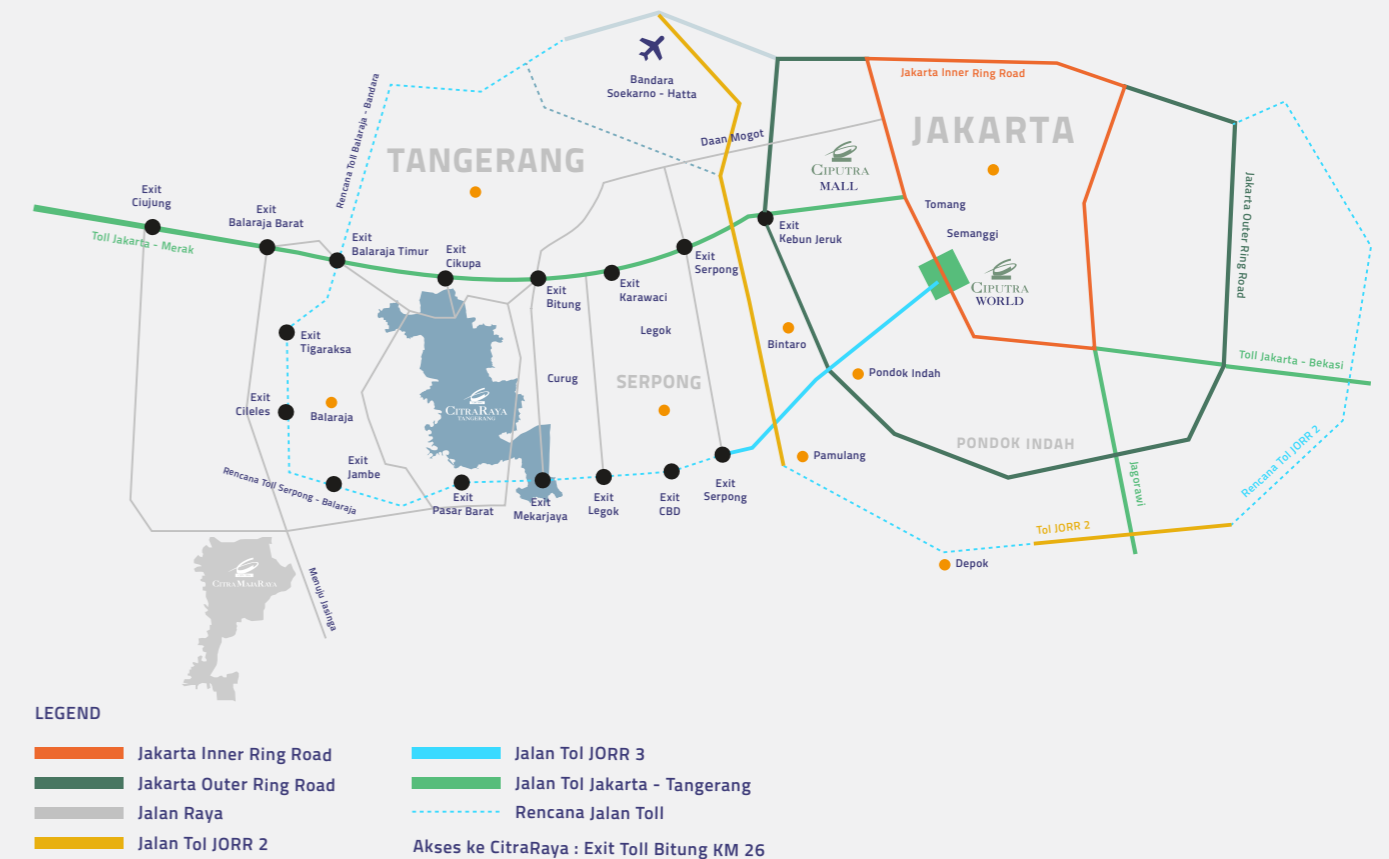 Bandara
Soekarno - Hatta
Jakarta Inner Ring Road
Rencana Toll Balaraja - Bandara
Daan Mogot
JAKARTA
TANGERANG
CIPUTRA
MALL
Exit
Ciujung
Exit
Balaraja Barat
Jakarta Outer Ring Road
Tomang
Toll Jakarta - Merak
Exit
Balaraja Timur
Exit
Cikupa
Exit
Serpong
Exit
Kebun Jeruk
Semanggi
Exit
Bitung
Exit
Karawaci
CIPUTRA
WORLD
Exit
Tigaraksa
Legok
Bintaro
Toll Jakarta - Bekasi
Curug
SERPONG
Pondok Indah
Exit
Cileles
Balaraja
CITRARAYA
TANGERANG
PONDOK INDAH
Exit
Jambe
Pamulang
Jagorawi
Rencana Tol JORR 2
Rencana Toll Serpong - Balaraja
Exit
Pasar Barat
Exit
Mekarjaya
Exit
Legok
Exit
CBD
Exit
Serpong
Tol JORR 2
Depok
CITRAMAJARAYA
Menuju Jasinga
LEGEND
Jakarta Inner Ring Road
Jakarta Outer Ring Road
Jalan Raya
Jalan Tol JORR 2
Jalan Tol JORR 3
Jalan Tol Jakarta - Tangerang
Rencana Jalan Toll
Akses ke CitraRaya : Exit Toll Bitung KM 26